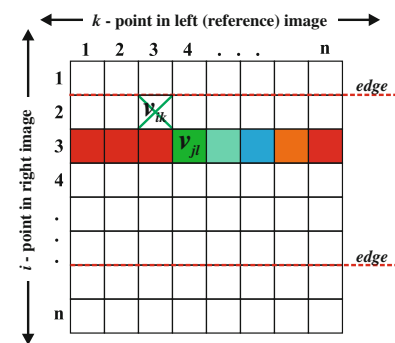 k - point in left (reference) image
1 2 3 4 . . . n
i - point in right image
1
edge
2 v_ik
3 v_jl
4
.
.
.
edge
n